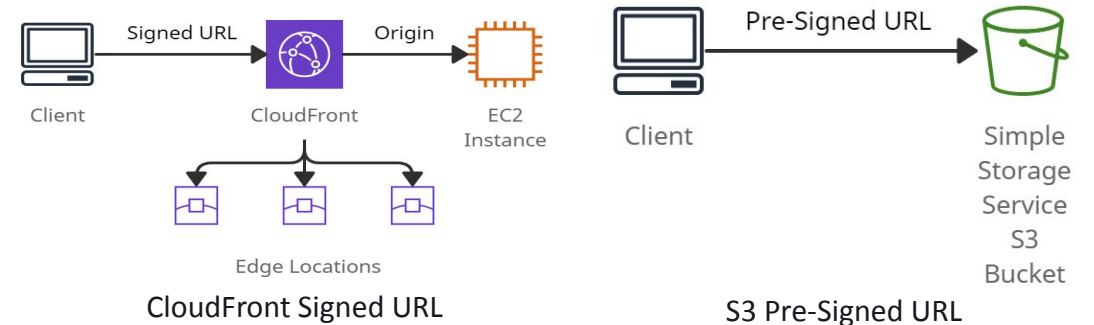 Signed URL
Origin
Client
CloudFront
EC2
Instance
Edge Locations
CloudFront Signed URL
Pre-Signed URL
Client
Simple
Storage
Service
S3
Bucket
S3 Pre-Signed URL